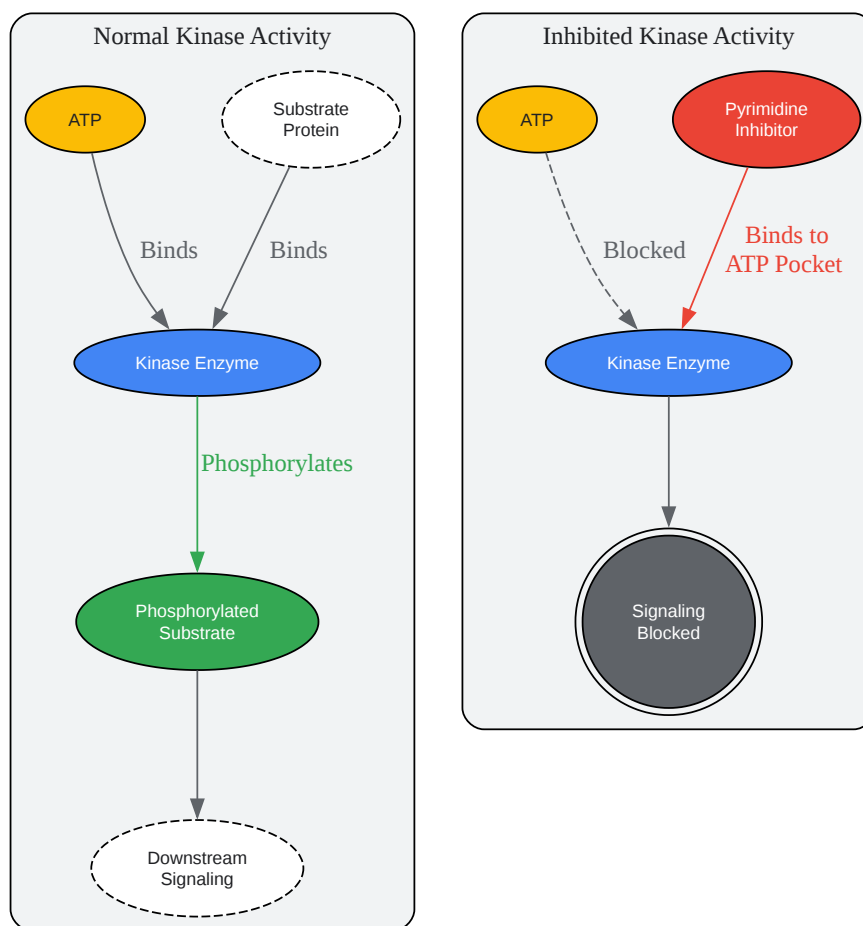 Normal Kinase Activity
ATP
Substrate
Protein
Binds
Binds
Kinase Enzyme
Phosphorylates
Phosphorylated
Substrate
Downstream
Signaling
Inhibited Kinase Activity
ATP
Pyrimidine
Inhibitor
Blocked
Binds to
ATP Pocket
Kinase Enzyme
Signaling
Blocked